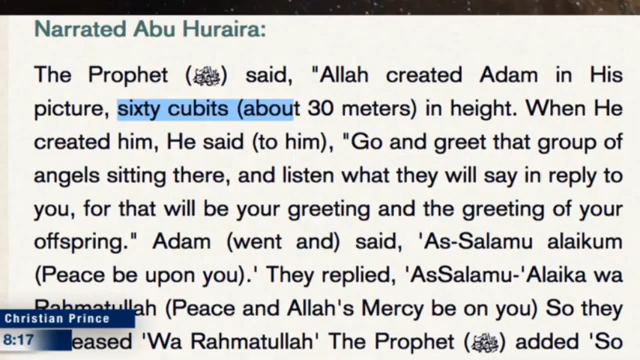 Narrated Abu Huraira:
The Prophet (ﷺ) said, "Allah created Adam in His
picture, sixty cubits (about 30 meters) in height. When He
created him, He said (to him), "Go and greet that group of
angels sitting there, and listen what they will say in reply to
you, for that will be your greeting and the greeting of your
offspring." Adam (went and) said, 'As-Salamu alaikum
(Peace be upon you).' They replied, 'AsSalamu-'Alaika wa
Rahmatullah (Peace and Allah's Mercy be on you) So they
eased 'Wa Rahmatullah' The Prophet (ﷺ) added 'So
Christian Prince
8:17